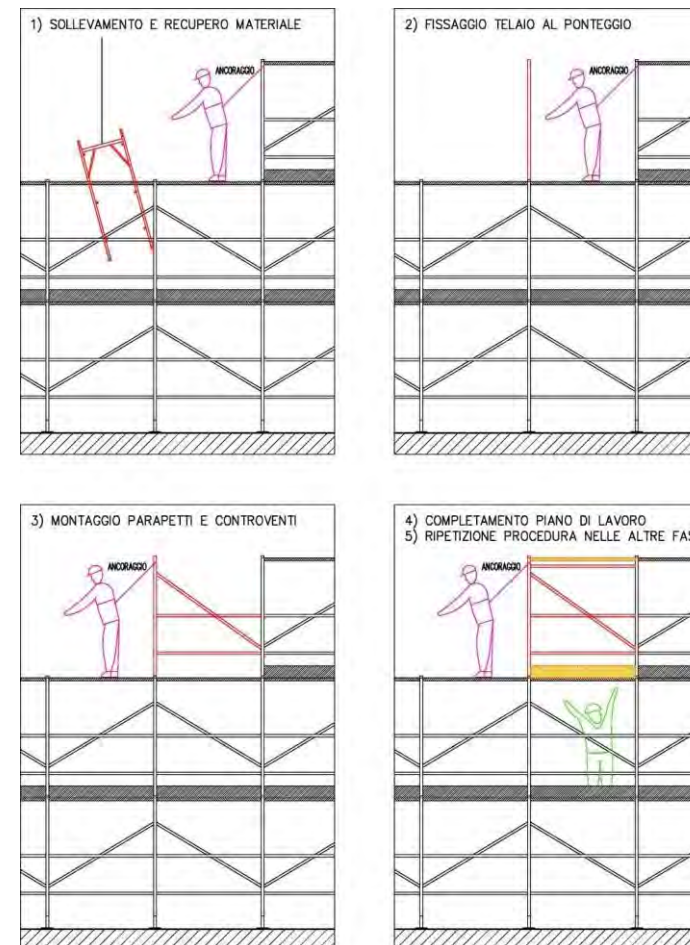 1) SOLLEVAMENTO E RECUPERO MATERIALE
ANCORAGGIO
2) FISSAGGIO TELAIO AL PONTEGGIO
ANCORAGGIO
3) MONTAGGIO PARAPETTI E CONTROVENTI
ANCORAGGIO
4) COMPLETAMENTO PIANO DI LAVORO
5) RIPETIZIONE PROCEDURA NELLE ALTRE FAS
ANCORAGGIO